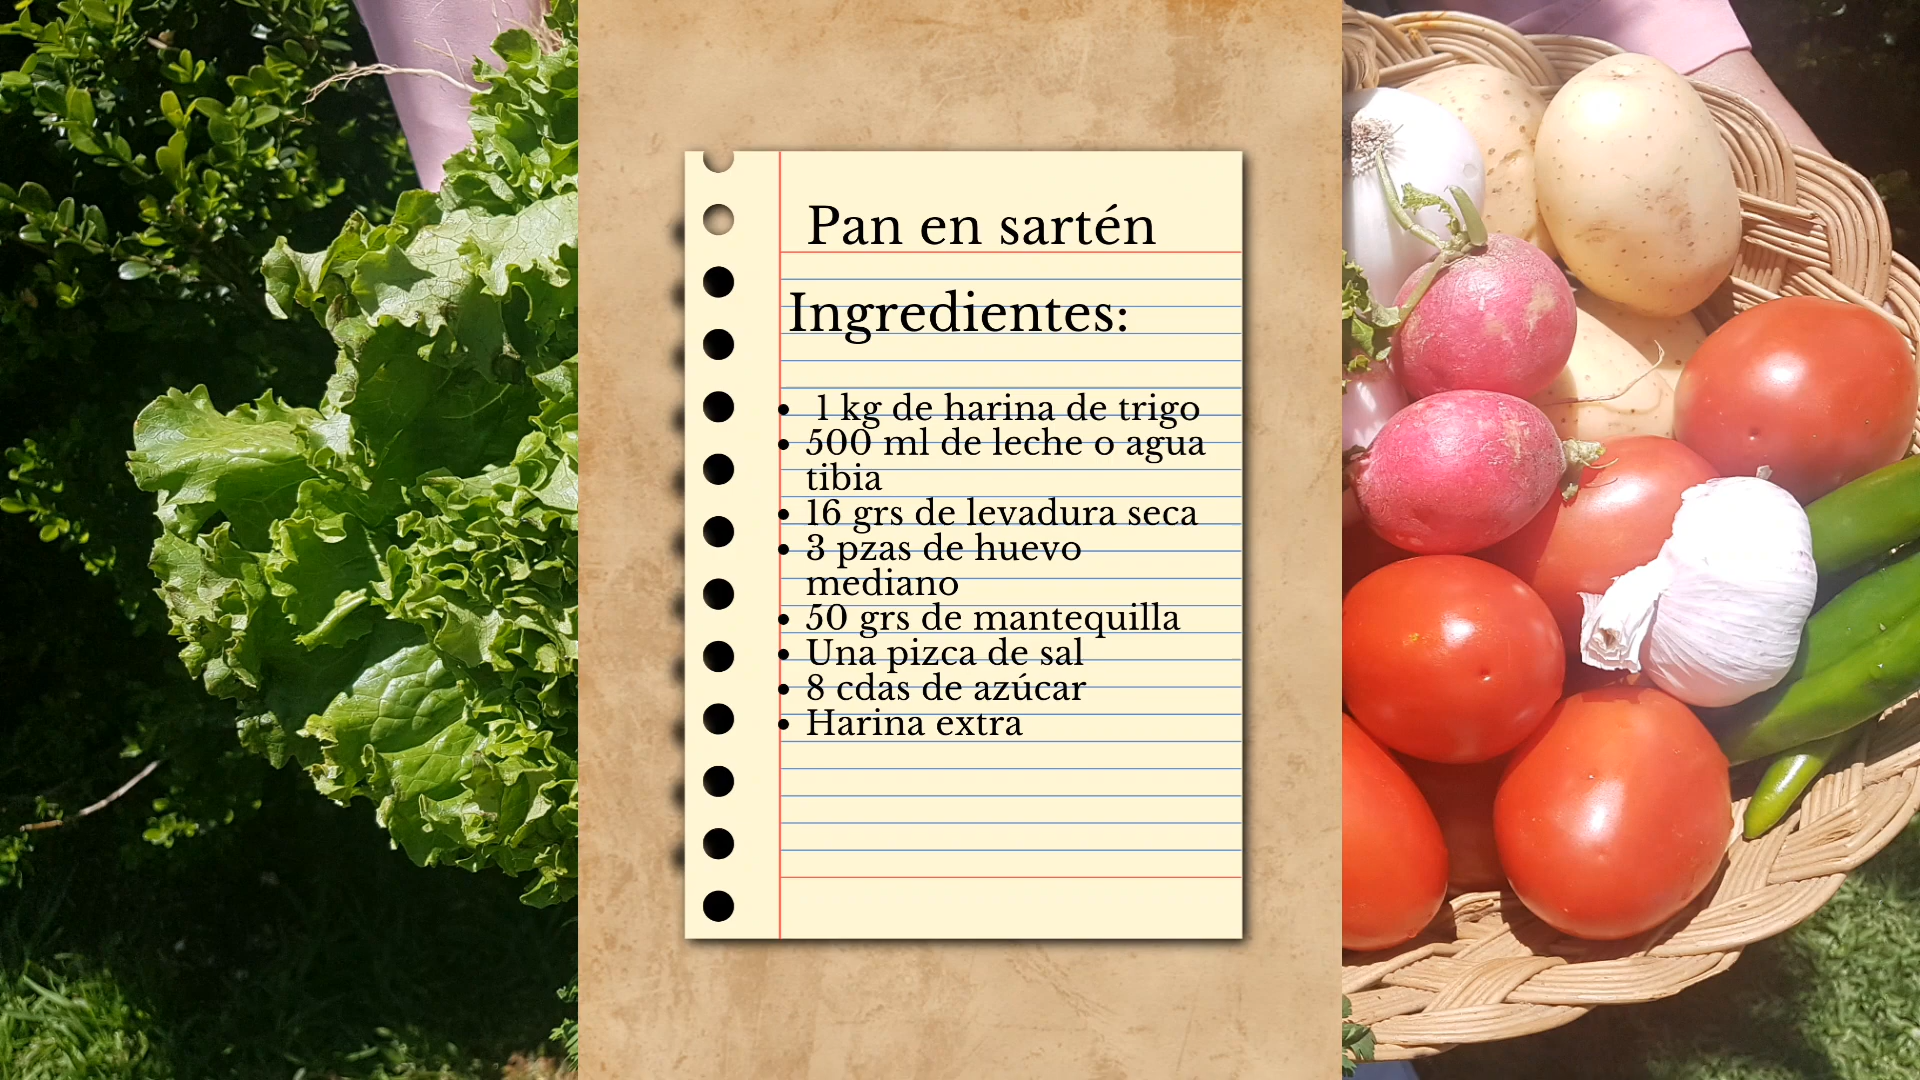 Pan en sartén
Ingredientes:
• 1 kg de harina de trigo
• 500 ml de leche o agua
tibia
• 16 grs de levadura seca
• 3 pzas de huevo
mediano
• 50 grs de mantequilla
• Una pizca de sal
• 8 cdas de azúcar
• Harina extra